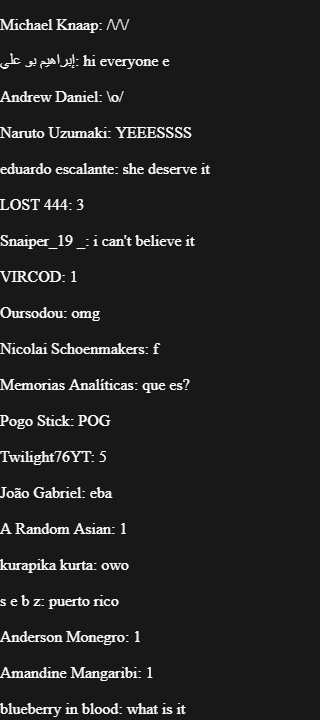 Michael Knaap: /\/\/
إبراهيم بو علي: hi everyone e
Andrew Daniel: \o/
Naruto Uzumaki: YEEESSSS
eduardo escalante: she deserve it
LOST 444: 3
Snaiper_19 _: i can't believe it
VIRCOD: 1
Oursodou: omg
Nicolai Schoenmakers: f
Memorias Analíticas: que es?
Pogo Stick: POG
Twilight76YT: 5
João Gabriel: eba
A Random Asian: 1
kurapika kurta: owo
s e b z: puerto rico
Anderson Monegro: 1
Amandine Mangaribi: 1
blueberry in blood: what is it